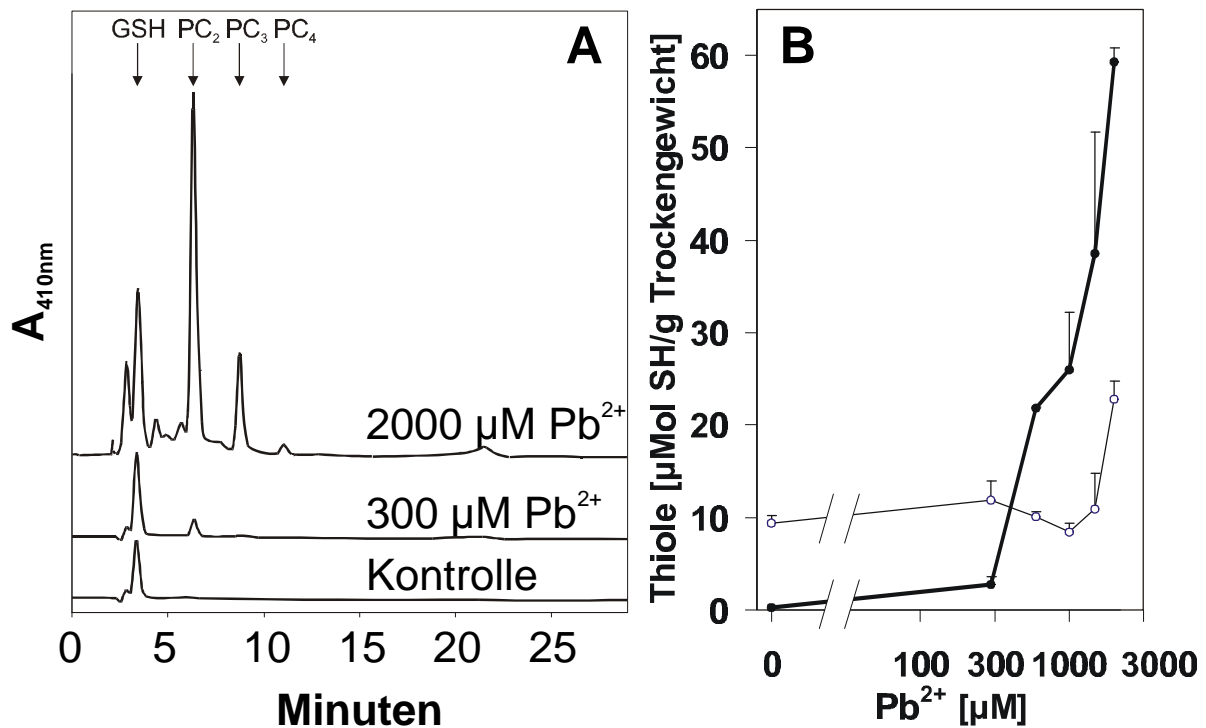 GSH PC₂ PC₃ PC₄
A
A₄₁₀ₙₘ
2000 µM Pb²⁺
300 µM Pb²⁺
Kontrolle
0 5 10 15 20 25
Minuten
B
Thiole [µMol SH/g Trockengewicht]
60
50
40
30
20
10
0
0 100 300 1000 3000
Pb²⁺ [µM]